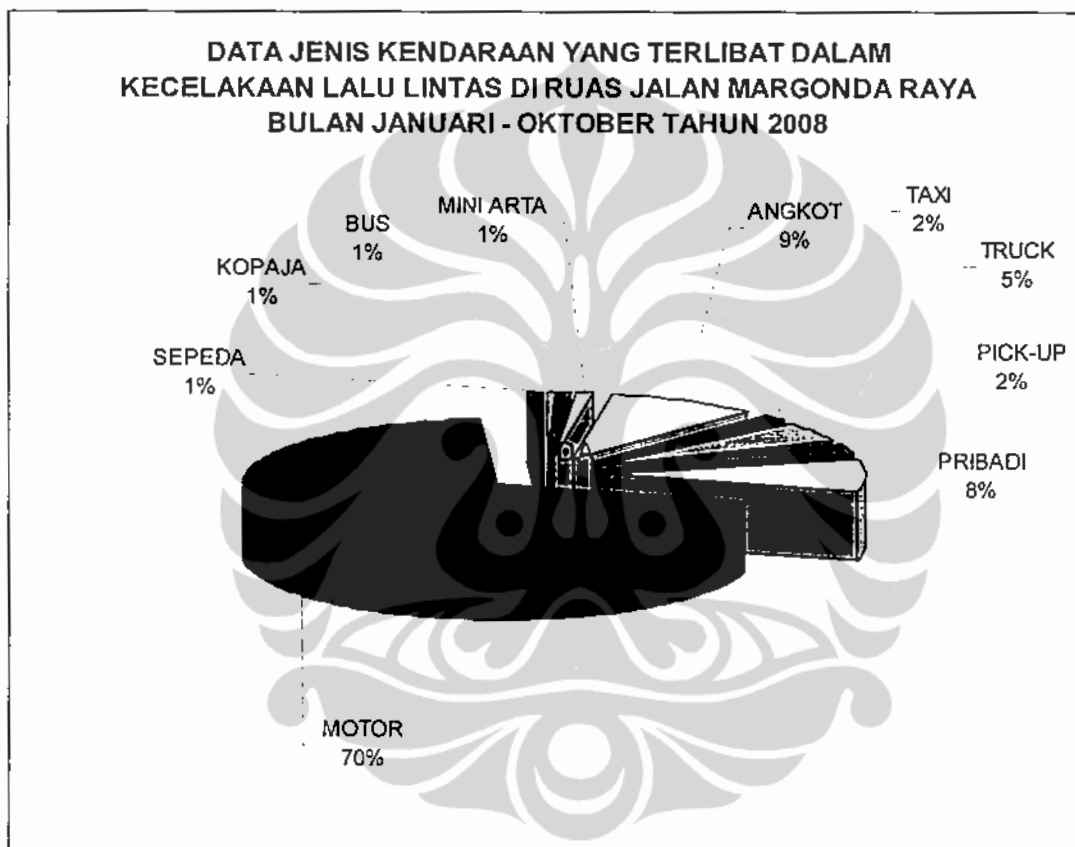 DATA JENIS KENDARAAN YANG TERLIBAT DALAM
KECELAKAAN LALU LINTAS DI RUAS JALAN MARGONDA RAYA
BULAN JANUARI - OKTOBER TAHUN 2008
MINI ARTA
1%
ANGKOT
9%
TAXI
2%
BUS
1%
TRUCK
5%
KOPAJA
1%
SEPEDA
1%
PICK-UP
2%
PRIBADI
8%
MOTOR
70%